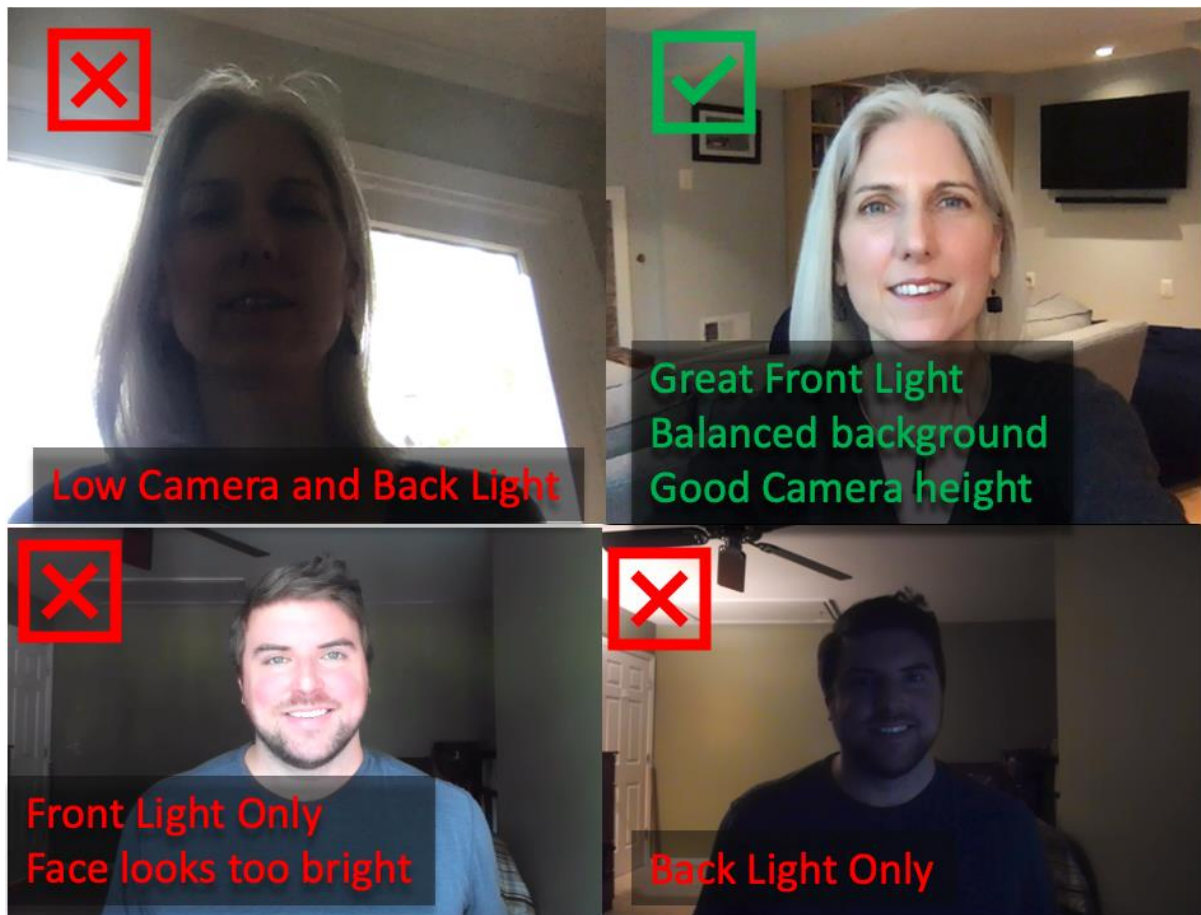 Low Camera and Back Light
Great Front Light
Balanced background
Good Camera height
Front Light Only
Face looks too bright
Back Light Only